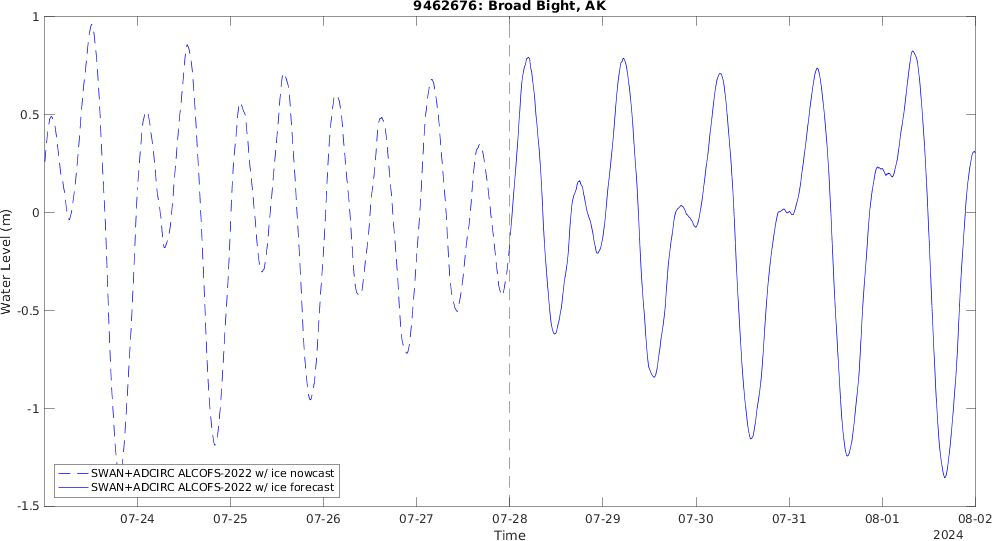 9462676: Broad Bight, AK
Water Level (m)
1
0.5
0
-0.5
-1
-1.5
SWAN+ADCIRC ALCOFS-2022 w/ ice nowcast
SWAN+ADCIRC ALCOFS-2022 w/ ice forecast
07-24 07-25 07-26 07-27 07-28 07-29 07-30 07-31 08-01 08-02
Time
2024